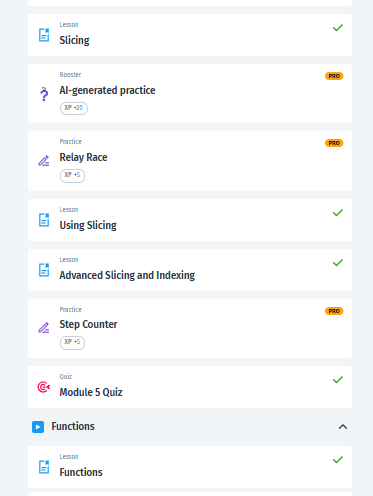 Lesson
Slicing
Booster
PRO
AI-generated practice
XP +20
Practice
PRO
Relay Race
XP +5
Lesson
Using Slicing
Lesson
Advanced Slicing and Indexing
Practice
PRO
Step Counter
XP +5
Quiz
Module 5 Quiz
Functions
Lesson
Functions